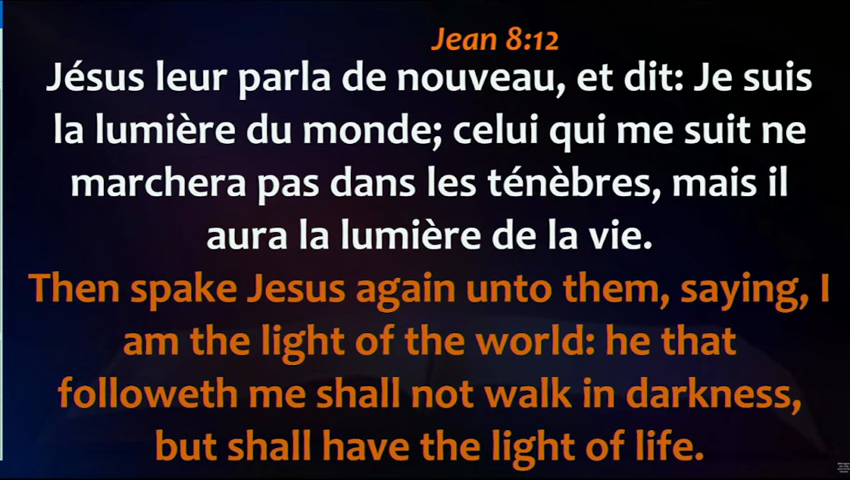 Jean 8:12
Jésus leur parla de nouveau, et dit: Je suis
la lumière du monde; celui qui me suit ne
marchera pas dans les ténèbres, mais il
aura la lumière de la vie.
Then spake Jesus again unto them, saying, I
am the light of the world: he that
followeth me shall not walk in darkness,
but shall have the light of life.